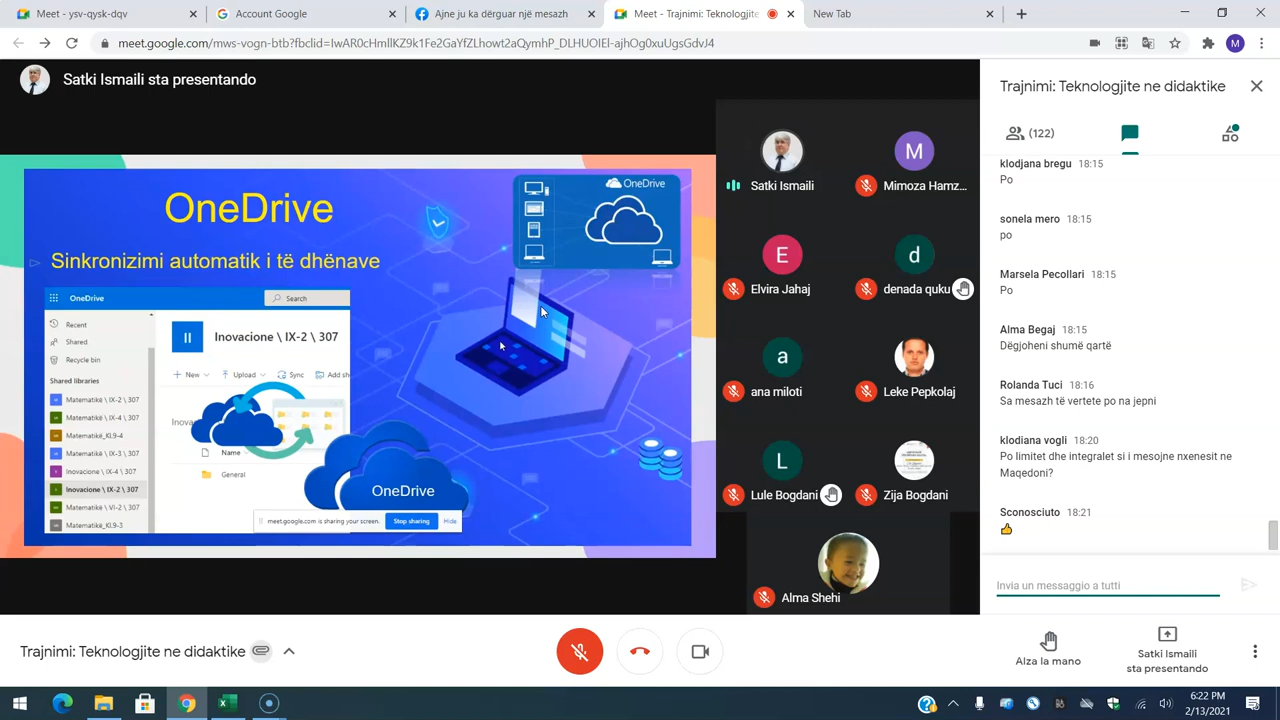 Meet - ysv-qysk-dqv
Account Google
Ajne ju ka dërguar një mesazh
Meet - Trajnimi: Teknologjit
New Tab
meet.google.com/mws-vogn-btb?fbclid=IwAR0cHmllKZ9k1Fe2GaYfZLhowt2aQymhP_DLHUOIEl-ajhOg0xuUgsGdvJ4
M
Satki Ismaili sta presentando
OneDrive
OneDrive
Sinkronizimi automatik i të dhënave
OneDrive
Search
Recent
Shared
Recycle bin
Shared libraries
Matematikë \ IX-2 \ 307
Matematikë \ IX-4 \ 307
Matematikë_KL9-4
Matematikë \ IX-3 \ 307
Inovacione \ IX-4 \ 307
Inovacione \ IX-2 \ 307
Matematikë \ VI-2 \ 307
Matematikë_KL9-3
II
Inovacione \ IX-2 \ 307
New
Upload
Sync
Add sh
Inova
Name
General
OneDrive
meet.google.com is sharing your screen.
Stop sharing
Hide
Satki Ismaili
M
Mimoza Hamz...
E
Elvira Jahaj
d
denada quku
a
ana miloti
Leke Pepkolaj
L
Lule Bogdani
Zija Bogdani
Alma Shehi
Trajnimi: Teknologjite ne didaktike
(122)
klodjana bregu 18:15
Po
sonela mero 18:15
po
Marsela Pecollari 18:15
Po
Alma Begaj 18:15
Dëgjoheni shumë qartë
Rolanda Tuci 18:16
Sa mesazh të vertete po na jepni
klodiana vogli 18:20
Po limitet dhe integralet si i mesojne nxenesit ne
Maqedoni?
Sconosciuto 18:21
👍
Invia un messaggio a tutti
Trajnimi: Teknologjite ne didaktike
Alza la mano
Satki Ismaili
sta presentando
6:22 PM
2/13/2021